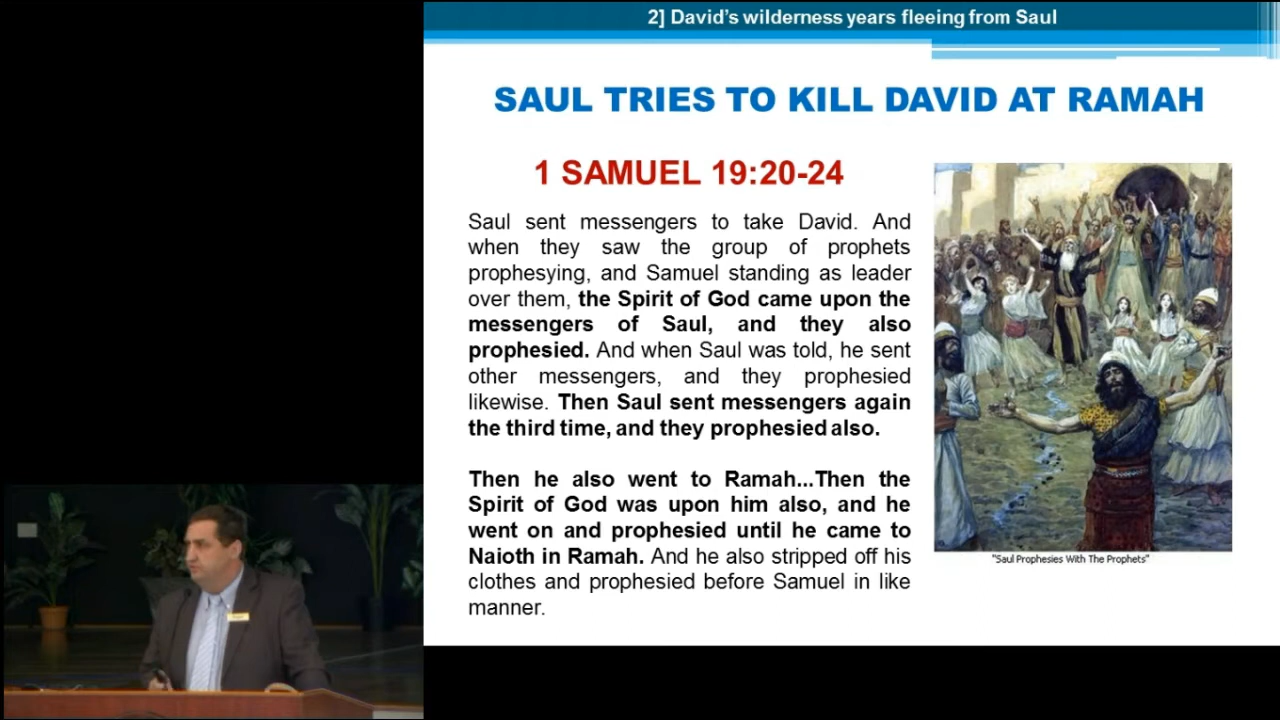 2] David's wilderness years fleeing from Saul
SAUL TRIES TO KILL DAVID AT RAMAH
1 SAMUEL 19:20-24
Saul sent messengers to take David. And
when they saw the group of prophets
prophesying, and Samuel standing as leader
over them, the Spirit of God came upon the
messengers of Saul, and they also
prophesied. And when Saul was told, he sent
other messengers, and they prophesied
likewise. Then Saul sent messengers again
the third time, and they prophesied also.
Then he also went to Ramah...Then the
Spirit of God was upon him also, and he
went on and prophesied until he came to
Naioth in Ramah. And he also stripped off his
clothes and prophesied before Samuel in like
manner.
"Saul Prophesies With The Prophets"